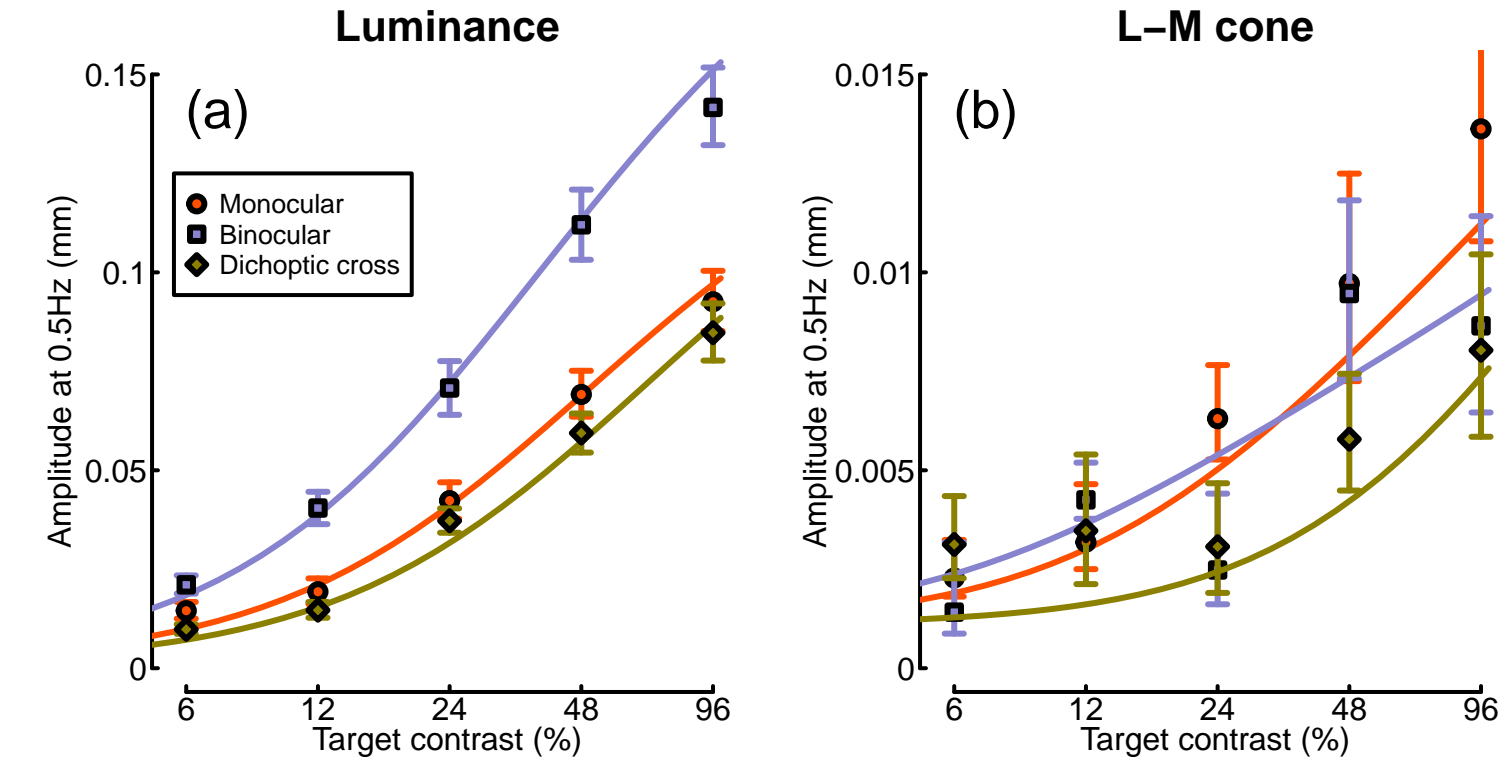 Luminance
(a)
Amplitude at 0.5Hz (mm)
0.15
0.1
0.05
0
Monocular
Binocular
Dichoptic cross
6 12 24 48 96
Target contrast (%)
L−M cone
(b)
Amplitude at 0.5Hz (mm)
0.015
0.01
0.005
0
6 12 24 48 96
Target contrast (%)